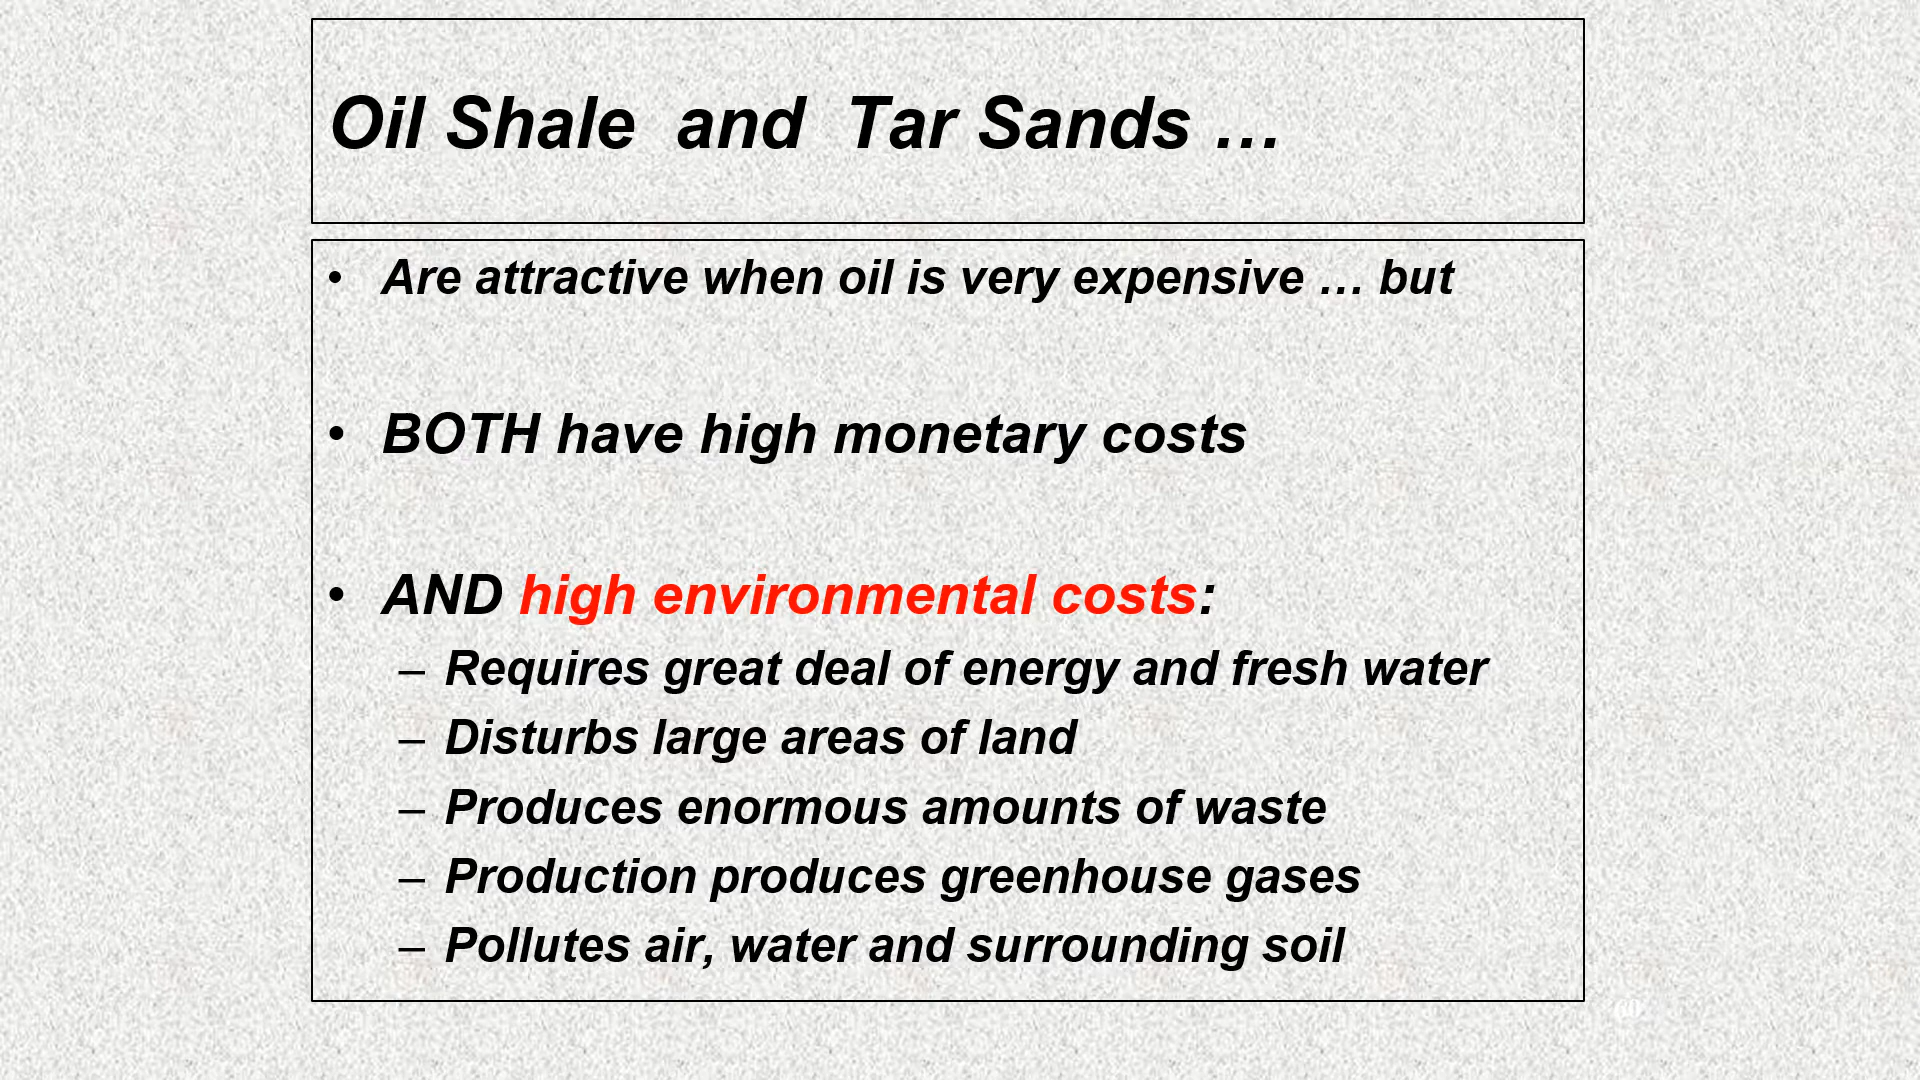 Oil Shale and Tar Sands …
• Are attractive when oil is very expensive … but
• BOTH have high monetary costs
• AND high environmental costs:
– Requires great deal of energy and fresh water
– Disturbs large areas of land
– Produces enormous amounts of waste
– Production produces greenhouse gases
– Pollutes air, water and surrounding soil